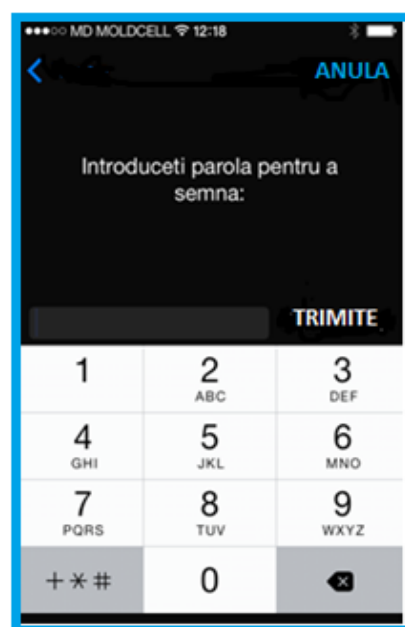 MD MOLDCELL 12:18
ANULA
Introduceti parola pentru a
semna:
TRIMITE
1 2 3
ABC DEF
4 5 6
GHI JKL MNO
7 8 9
PQRS TUV WXYZ
+*# 0